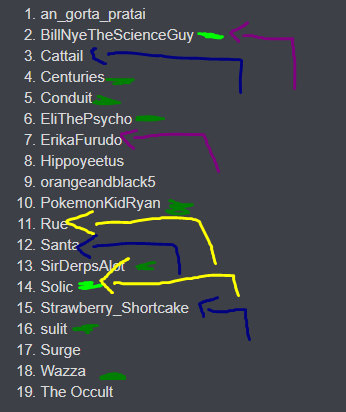 1. an_gorta_pratai
2. BillNyeTheScienceGuy
3. Cattail
4. Centuries
5. Conduit
6. EliThePsycho
7. ErikaFurudo
8. Hippoyeetus
9. orangeandblack5
10. PokemonKidRyan
11. Rue
12. Santa
13. SirDerpsAlot
14. Solic
15. Strawberry_Shortcake
16. sulit
17. Surge
18. Wazza
19. The Occult